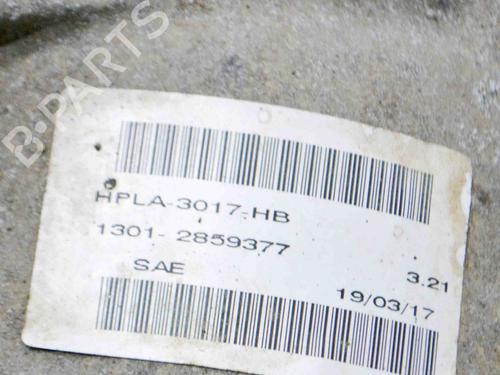 B-PARTS
HPLA-3017-HB
1301- 2859377
3.21
SAE
19/03/17